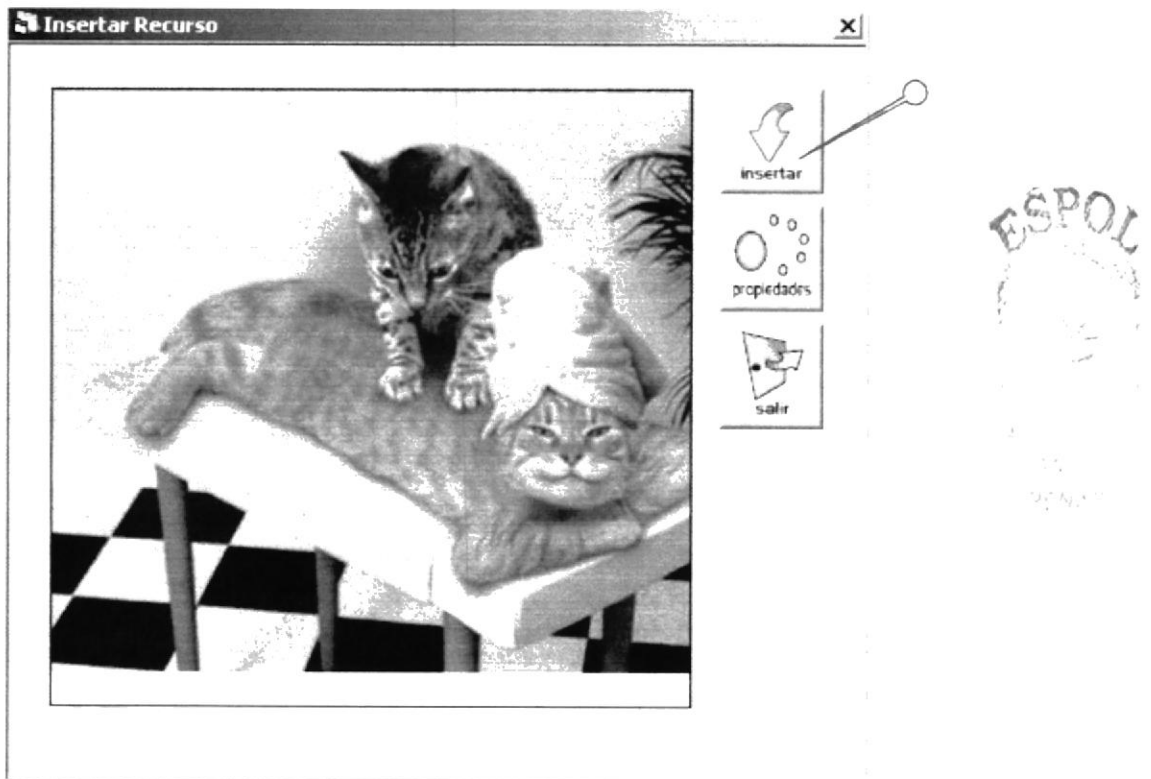 Insertar Recurso
insertar
propiedades
salir
ESPOL